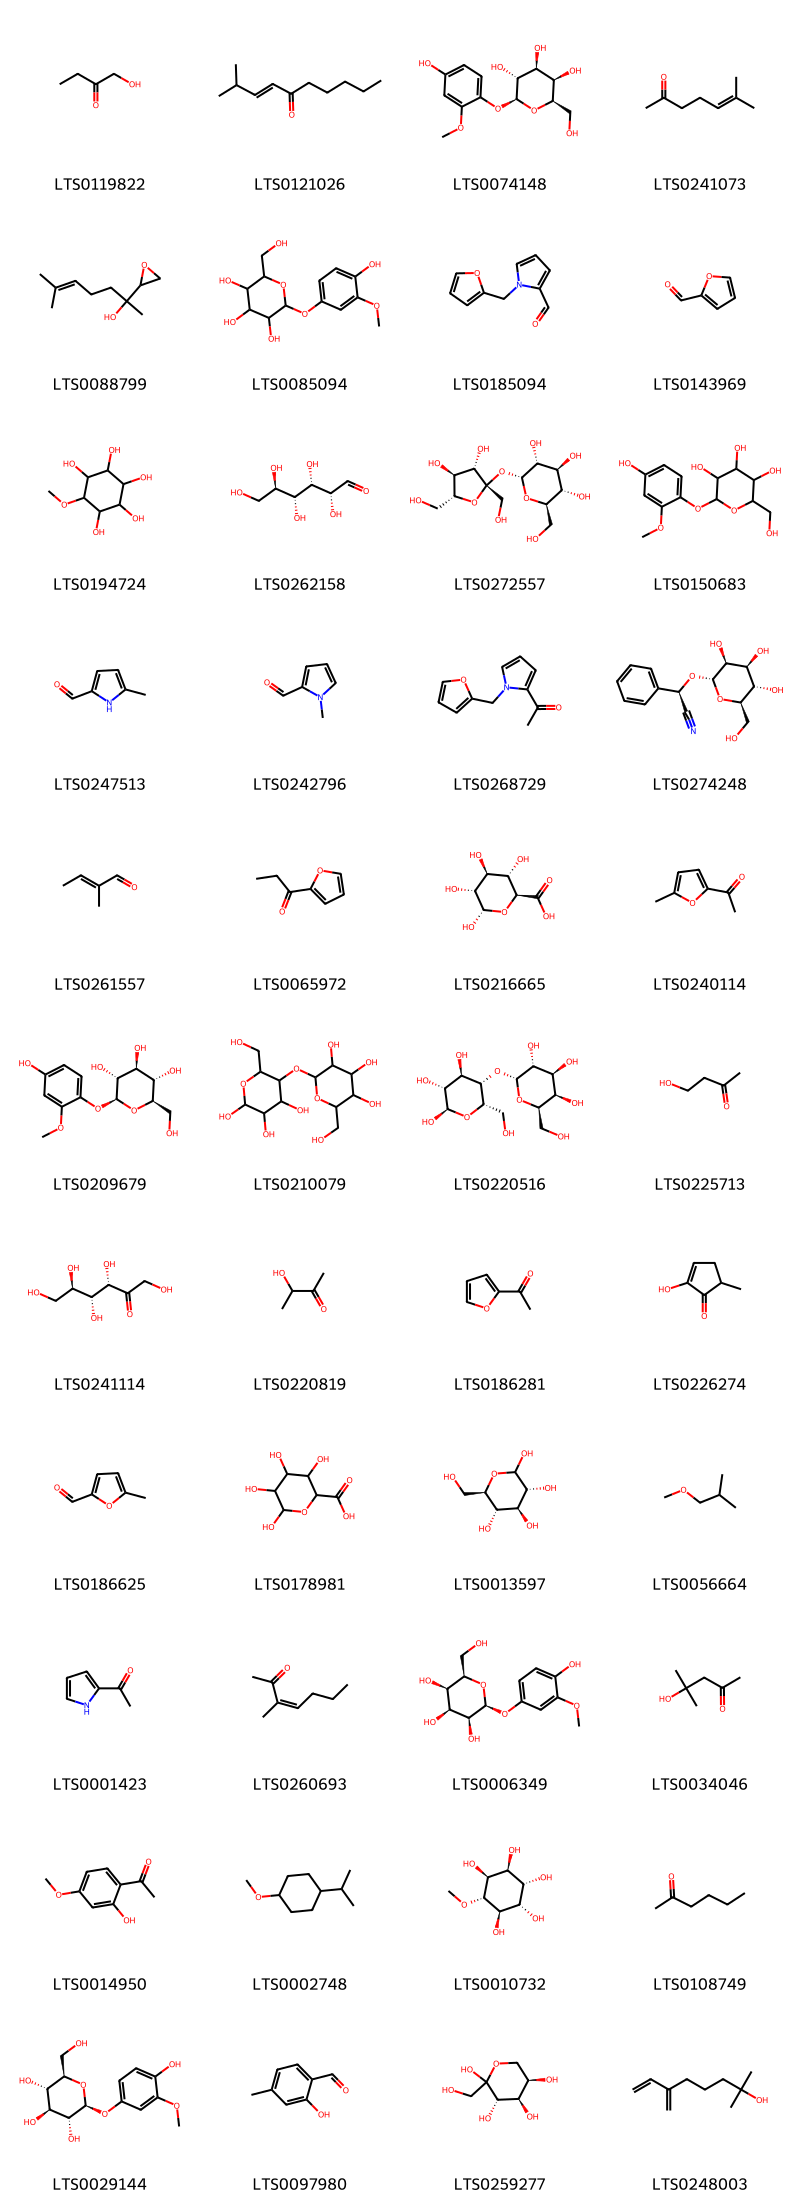 LTS0119822 LTS0121026 LTS0074148 LTS0241073
LTS0088799 LTS0085094 LTS0185094 LTS0143969
LTS0194724 LTS0262158 LTS0272557 LTS0150683
LTS0247513 LTS0242796 LTS0268729 LTS0274248
LTS0261557 LTS0065972 LTS0216665 LTS0240114
LTS0209679 LTS0210079 LTS0220516 LTS0225713
LTS0241114 LTS0220819 LTS0186281 LTS0226274
LTS0186625 LTS0178981 LTS0013597 LTS0056664
LTS0001423 LTS0260693 LTS0006349 LTS0034046
LTS0014950 LTS0002748 LTS0010732 LTS0108749
LTS0029144 LTS0097980 LTS0259277 LTS0248003